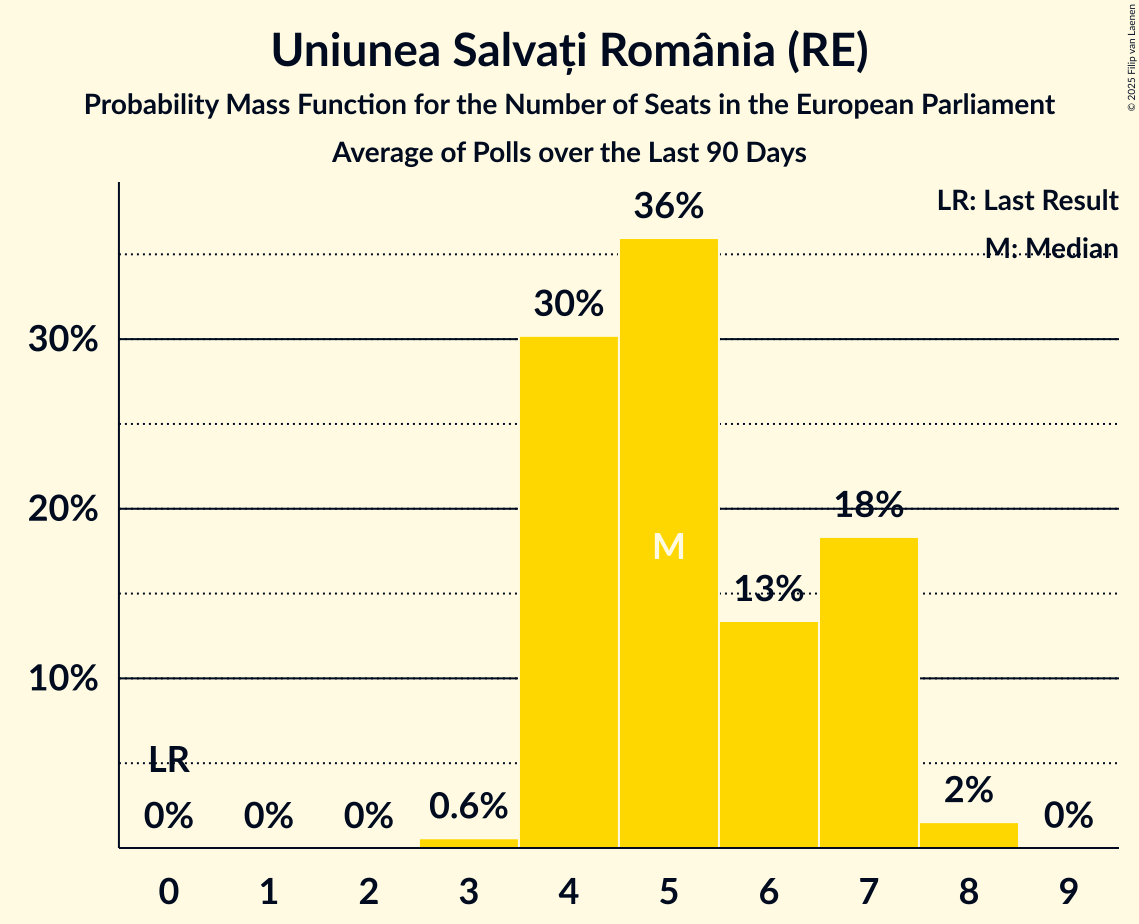 Uniunea Salvați România (RE)
Probability Mass Function for the Number of Seats in the European Parliament
Average of Polls over the Last 90 Days
© 2025 Filip van Laenen
LR: Last Result
M: Median
36%
30%
30%
20%
18%
M
13%
10%
LR
0%
0%
0%
0.6%
2%
0%
0 1 2 3 4 5 6 7 8 9